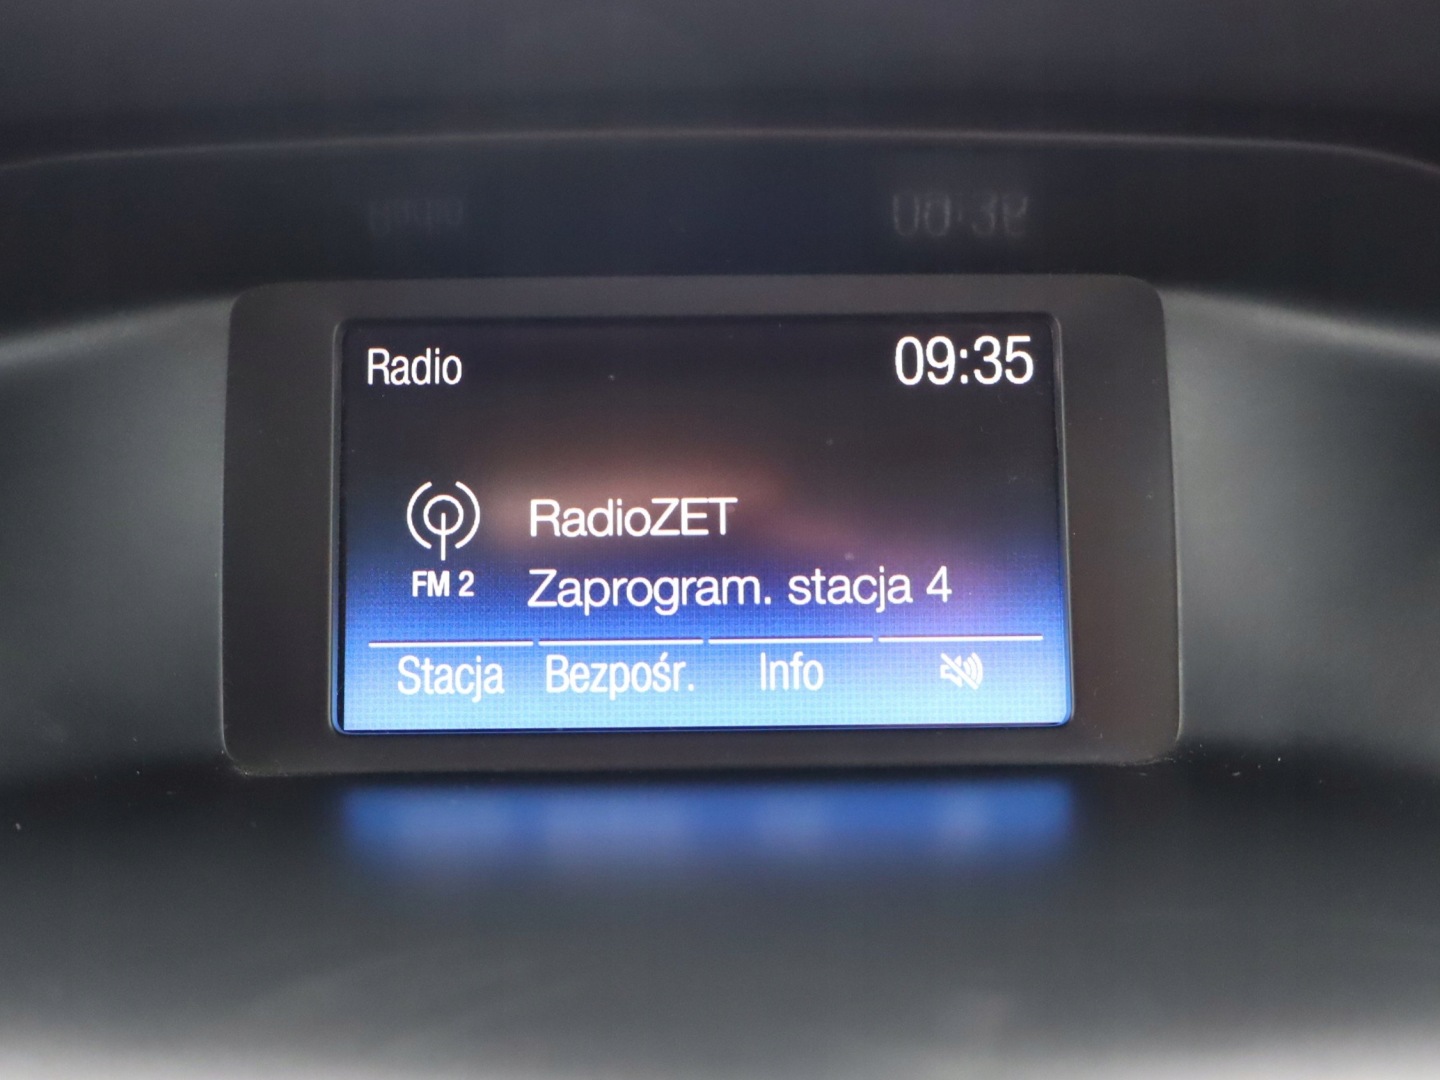 Radio 09:35
RadioZET
FM 2 Zaprogram. stacja 4
Stacja Bezpośr. Info